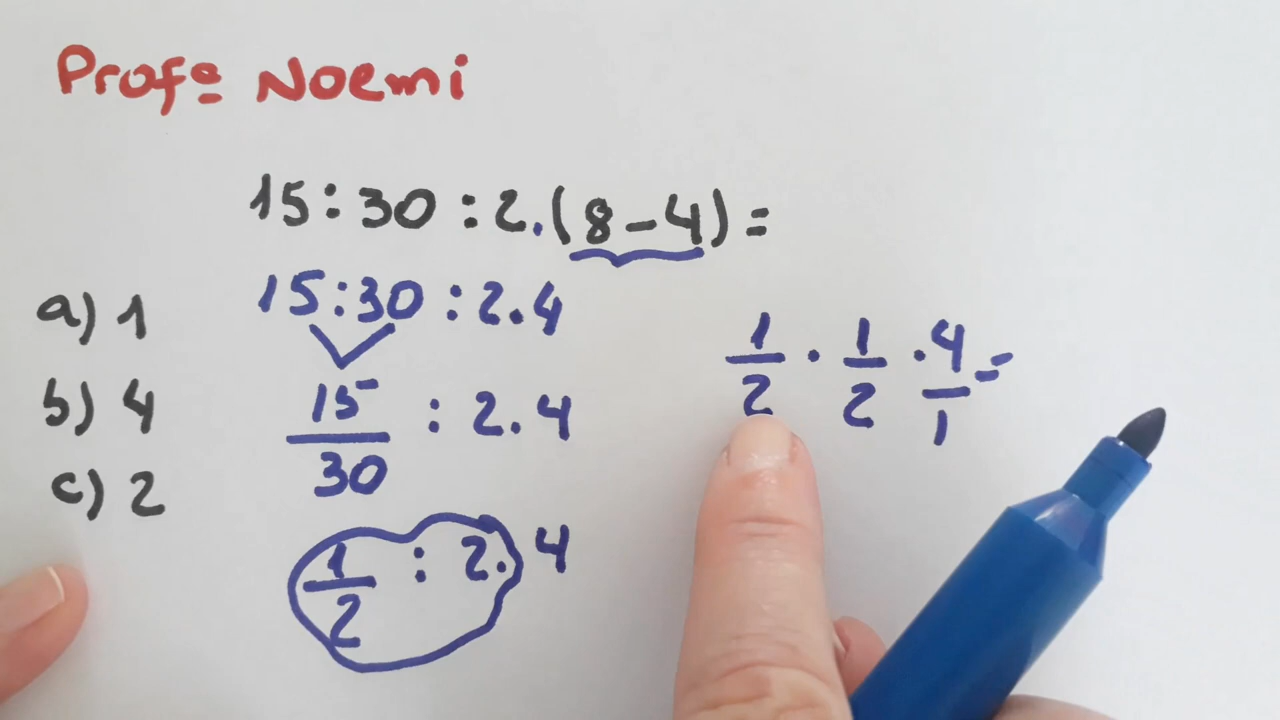 Profª Noemi
15:30:2.(8-4)=
a) 1
b) 4
c) 2
15:30:2.4
15/30 : 2.4
1/2 : 2.4
1/2 . 1/2 . 4/1 =